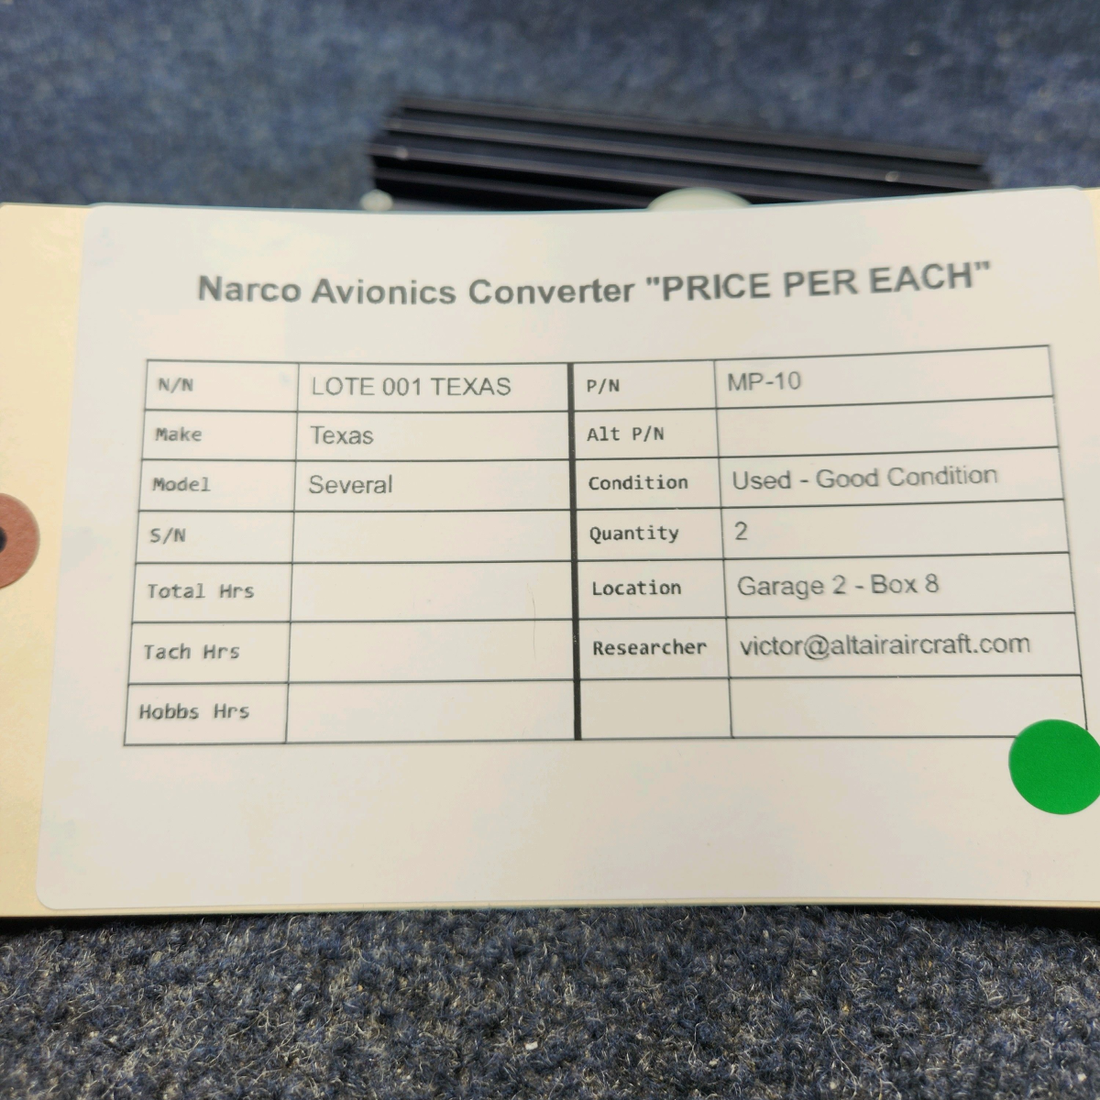 Narco Avionics Converter "PRICE PER EACH"
N/N LOTE 001 TEXAS P/N MP-10
Make Texas Alt P/N
Model Several Condition Used - Good Condition
S/N Quantity 2
Total Hrs Location Garage 2 - Box 8
Tach Hrs Researcher victor@altairaircraft.com
Hobbs Hrs